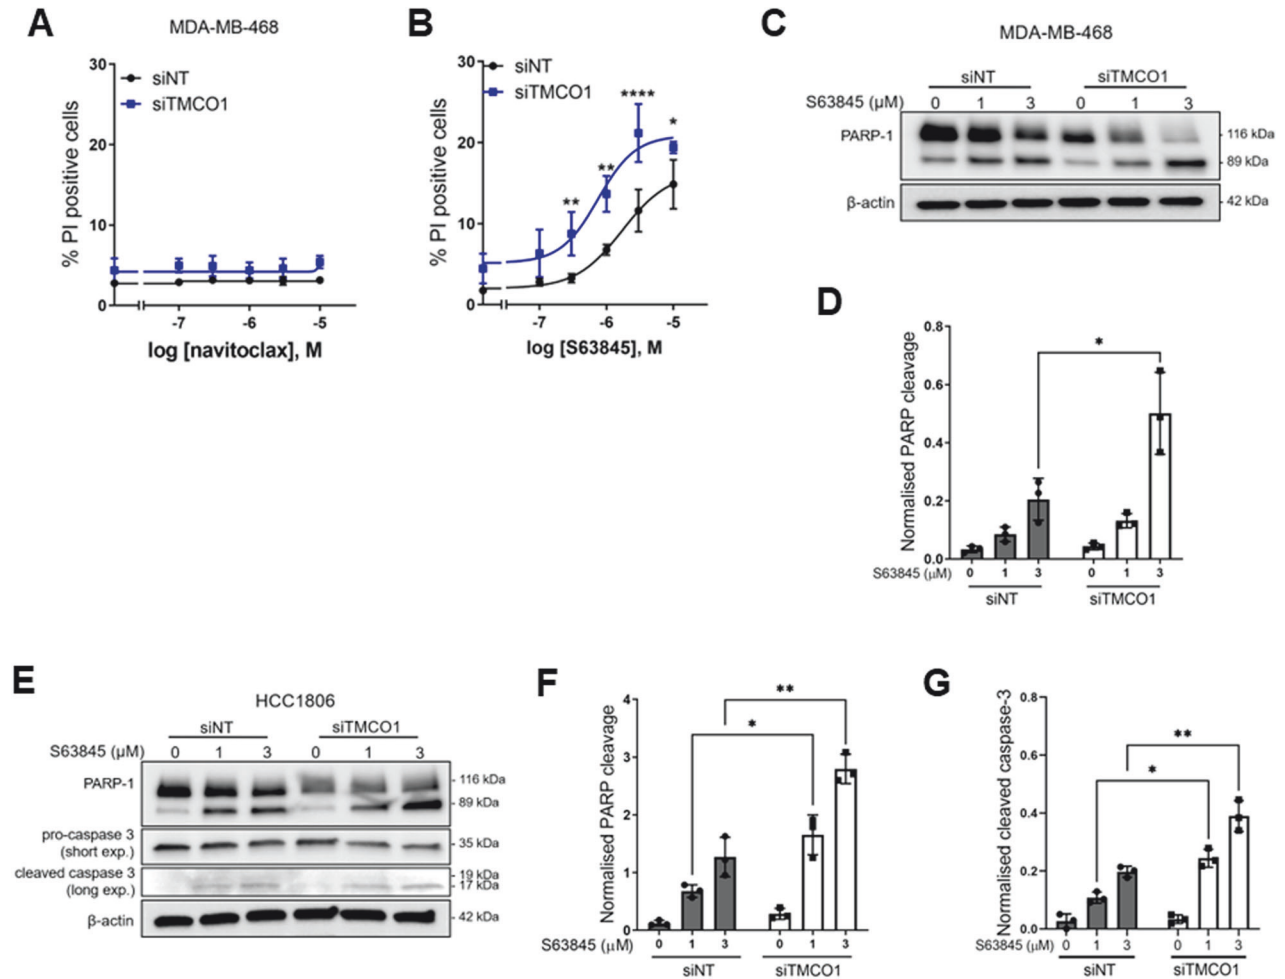 A
MDA-MB-468
30
20
10
0
% PI positive cells
siNT
siTMCO1
-7 -6 -5
log [navitoclax], M
B
30
20
10
0
% PI positive cells
siNT
siTMCO1
**
**
****
*
-7 -6 -5
log [S63845], M
C
MDA-MB-468
siNT siTMCO1
S63845 (μM) 0 1 3 0 1 3
PARP-1
116 kDa
89 kDa
β-actin
42 kDa
D
Normalised PARP cleavage
0.8
0.6
0.4
0.2
0.0
*
S63845 (μM) 0 1 3 0 1 3
siNT siTMCO1
E
HCC1806
siNT siTMCO1
S63845 (μM) 0 1 3 0 1 3
PARP-1
116 kDa
89 kDa
pro-caspase 3
(short exp.)
35 kDa
cleaved caspase 3
(long exp.)
19 kDa
17 kDa
β-actin
42 kDa
F
Normalised PARP cleavage
4
3
2
1
0
**
*
S63845 (μM) 0 1 3 0 1 3
siNT siTMCO1
G
Normalised cleaved caspase-3
0.8
0.6
0.4
0.2
0.0
**
*
S63845 (μM) 0 1 3 0 1 3
siNT siTMCO1